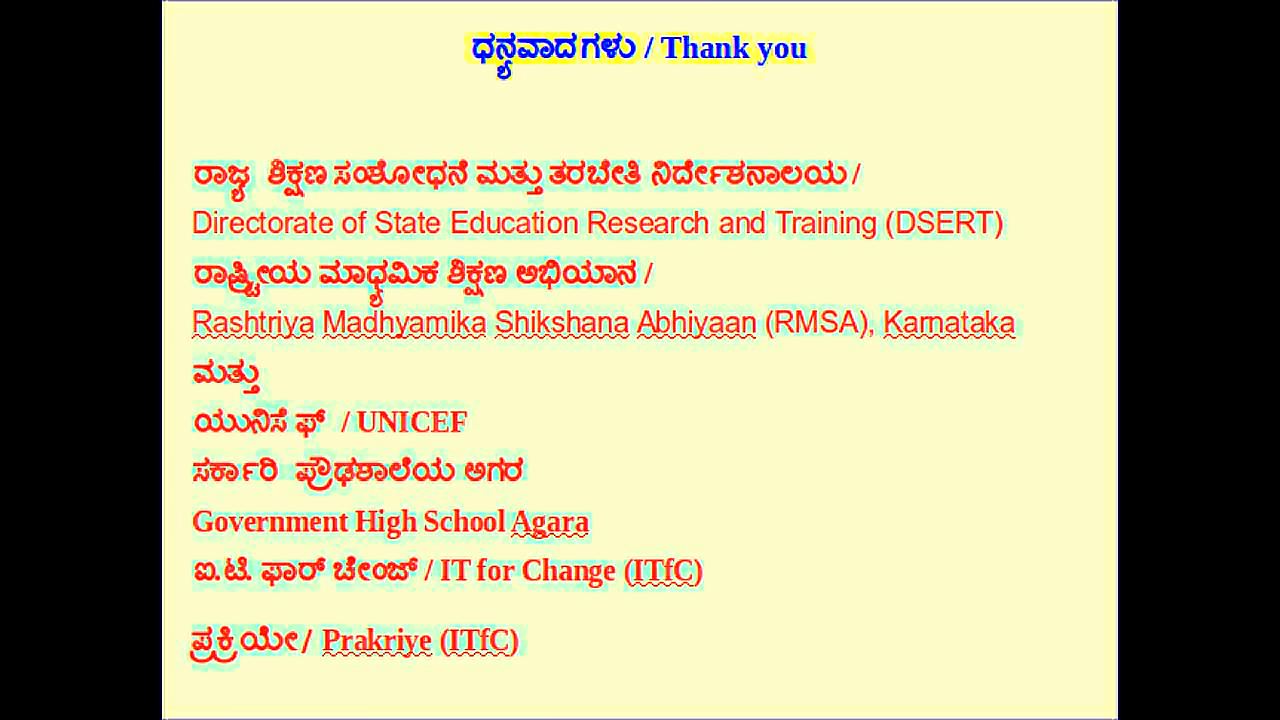 ಧನ್ಯವಾದಗಳು / Thank you
ರಾಜ್ಯ ಶಿಕ್ಷಣ ಸಂಶೋಧನೆ ಮತ್ತು ತರಬೇತಿ ನಿರ್ದೇಶನಾಲಯ /
Directorate of State Education Research and Training (DSERT)
ರಾಷ್ಟ್ರೀಯ ಮಾಧ್ಯಮಿಕ ಶಿಕ್ಷಣ ಅಭಿಯಾನ /
Rashtriya Madhyamika Shikshana Abhiyaan (RMSA), Karnataka
ಮತ್ತು
ಯುನಿಸೆ ಫ್ / UNICEF
ಸರ್ಕಾರಿ ಪ್ರೌಢಶಾಲೆಯ ಅಗರ
Government High School Agara
ಐ.ಟಿ. ಫಾರ್ ಚೇಂಜ್ / IT for Change (ITfC)
ಪ್ರಕ್ರಿಯೇ / Prakriye (ITfC)